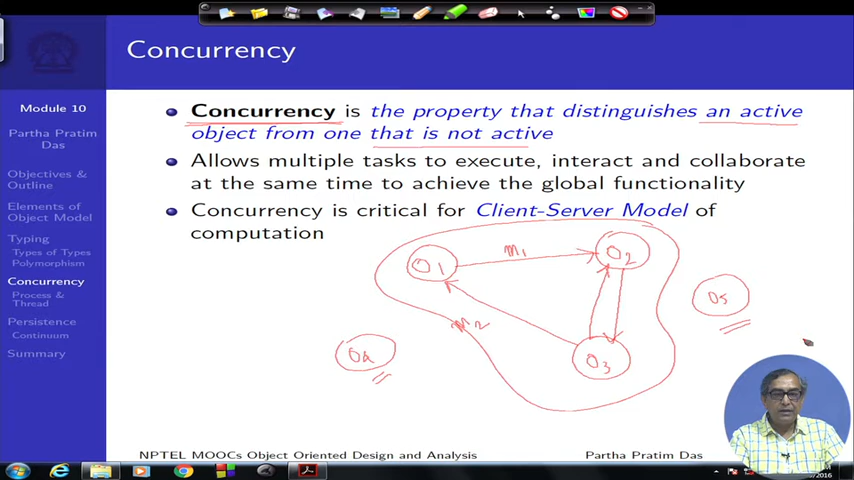 Concurrency
Module 10
Partha Pratim
Das
Objectives &
Outline
Elements of
Object Model
Typing
Types of Types
Polymorphism
Concurrency
Process &
Thread
Persistence
Continuum
Summary
Concurrency is the property that distinguishes an active
object from one that is not active
Allows multiple tasks to execute, interact and collaborate
at the same time to achieve the global functionality
Concurrency is critical for Client-Server Model of
computation
O1
m1
O2
O5
m2
O4
O3
NPTEL MOOCs Object Oriented Design and Analysis
Partha Pratim Das